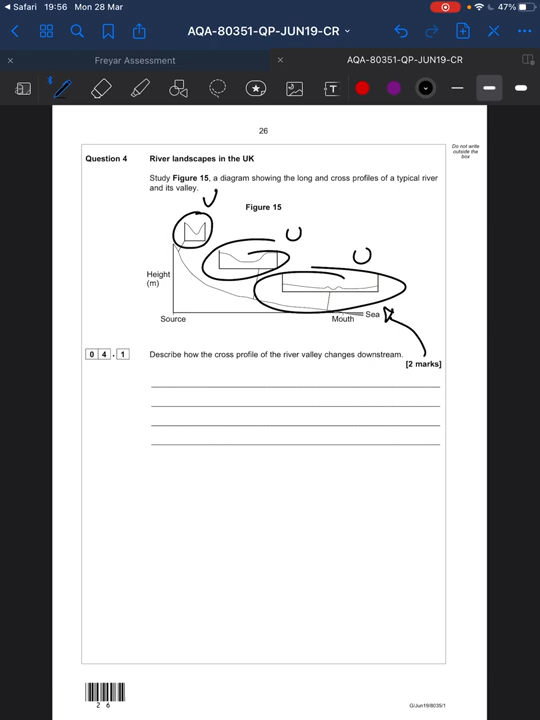 Safari 19:56 Mon 28 Mar 47%
AQA-80351-QP-JUN19-CR
Freyar Assessment AQA-80351-QP-JUN19-CR
T
26
Do not write
outside the
box
Question 4 River landscapes in the UK
Study Figure 15, a diagram showing the long and cross profiles of a typical river
and its valley.
V
Figure 15
U
U
Height
(m)
Sea
Source Mouth
0 4 . 1 Describe how the cross profile of the river valley changes downstream.
[2 marks]
2 6
G/Jun19/8035/1